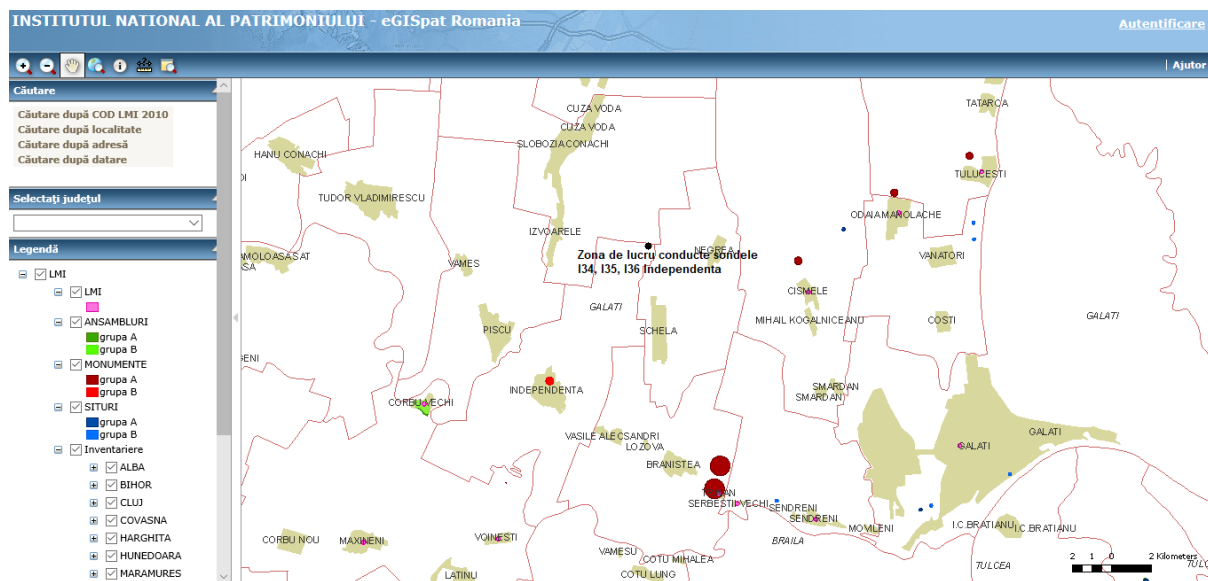 INSTITUTUL NATIONAL AL PATRIMONIULUI - eGISpat Romania
Autentificare
| Ajutor
Căutare
Căutare după COD LMI 2010
Căutare după localitate
Căutare după adresă
Căutare după datare
Selectaţi judeţul
Legendă
LMI
LMI
ANSAMBLURI
grupa A
grupa B
MONUMENTE
grupa A
grupa B
SITURI
grupa A
grupa B
Inventariere
ALBA
BIHOR
CLUJ
COVASNA
HARGHITA
HUNEDOARA
MARAMURES
CUZA VODA
CUZA VODA
SLOBOZIA CONACHI
HANU CONACHI
TUDOR VLADIMIRESCU
IZVOARELE
VAMES
NEGREA
Zona de lucru conducte sondele
I34, I35, I36 Independenta
TATARCA
TULUCESTI
ODAIA MANOLACHE
VANATORI
CISMELE
MIHAIL KOGALNICEANU
COSTI
GALATI
GALATI
PISCU
SCHELA
INDEPENDENTA
CORBU VECHI
SMARDAN
SMARDAN
VASILE ALECSANDRI
LOZOVA
BRANISTEA
GALATI
GALATI
SERBESTII VECHI
SENDRENI
SENDRENI
MOVILENI
I.C.BRATIANU
I.C.BRATIANU
BRAILA
CORBU NOU
MAXINENI
VOINESTI
VAMESU
COTU MIHALEA
COTU LUNG
LATINU
TULCEA
2 1 0 2 Kilometers